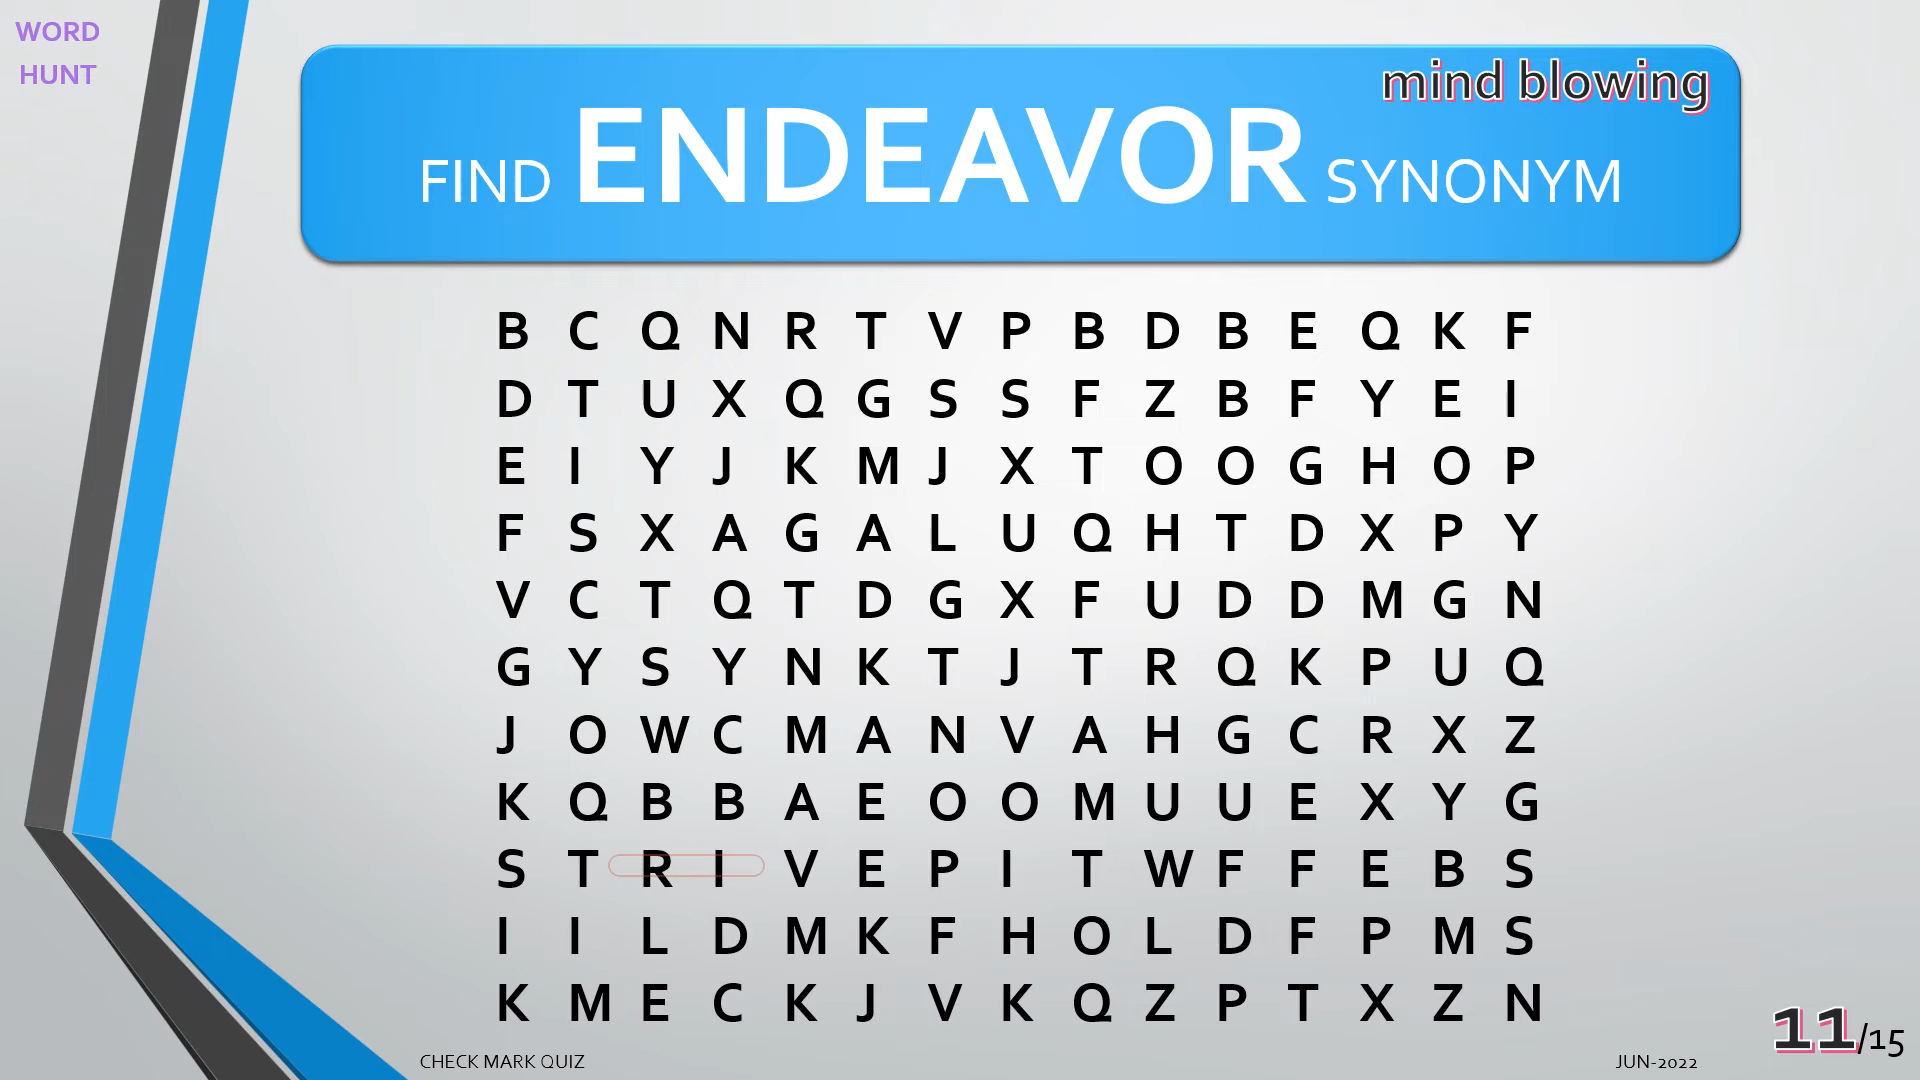 WORD
HUNT
mind blowing
FIND ENDEAVOR SYNONYM
B C Q N R T V P B D B E Q K F
D T U X Q G S S F Z B F Y E I
E I Y J K M J X T O O G H O P
F S X A G A L U Q H T D X P Y
V C T Q T D G X F U D D M G N
G Y S Y N K T J T R Q K P U Q
J O W C M A N V A H G C R X Z
K Q B B A E O O M U U E X Y G
S T R I V E P I T W F F E B S
I I L D M K F H O L D F P M S
K M E C K J V K Q Z P T X Z N
11/15
CHECK MARK QUIZ
JUN-2022